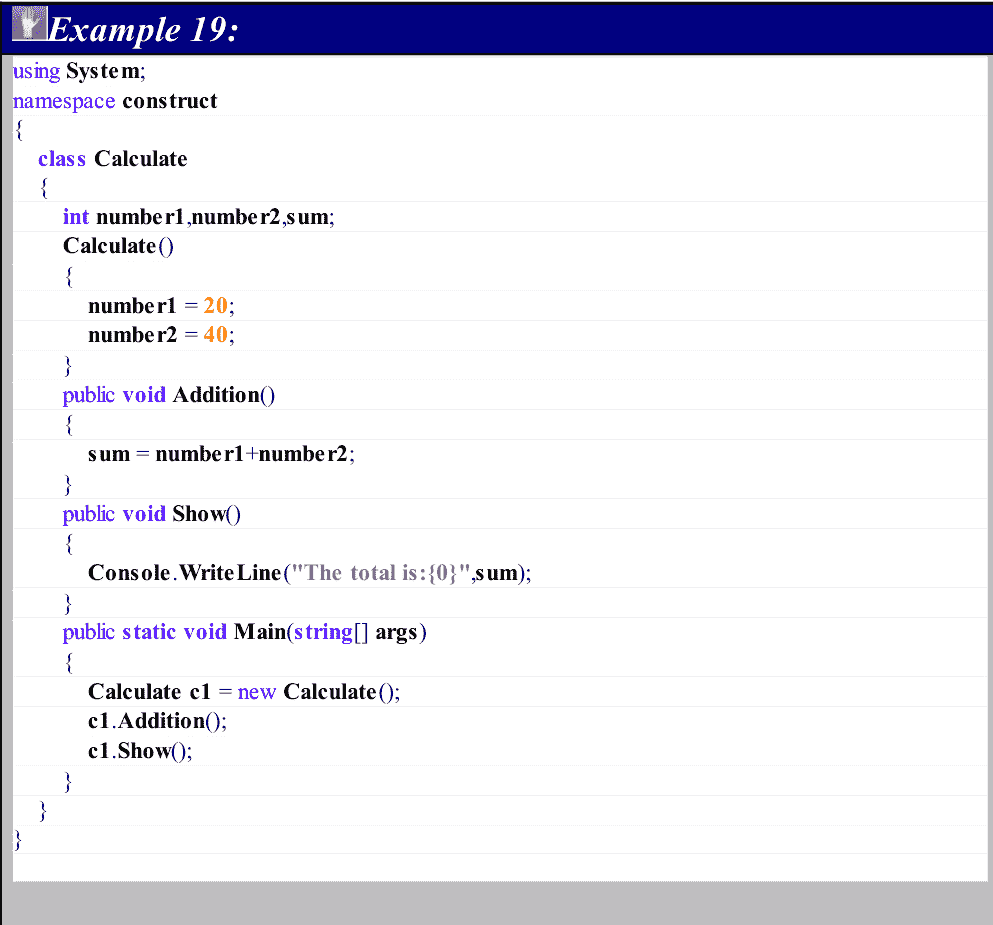 Example 19:
using System;
namespace construct
{
class Calculate
{
int number1,number2,sum;
Calculate()
{
number1 = 20;
number2 = 40;
}
public void Addition()
{
sum = number1+number2;
}
public void Show()
{
Console.WriteLine("The total is:{0}",sum);
}
public static void Main(string[] args)
{
Calculate c1 = new Calculate();
c1.Addition();
c1.Show();
}
}
}